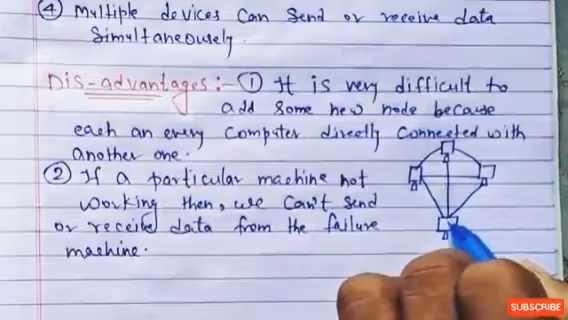 ④ Multiple devices can send or receive data
Simultaneously.
Dis-advantages:- ① It is very difficult to
add some new node because
each an every computer directly connected with
another one.
② If a particular machine not
working then, we can't send
or receive data from the failure
machine.
SUBSCRIBE